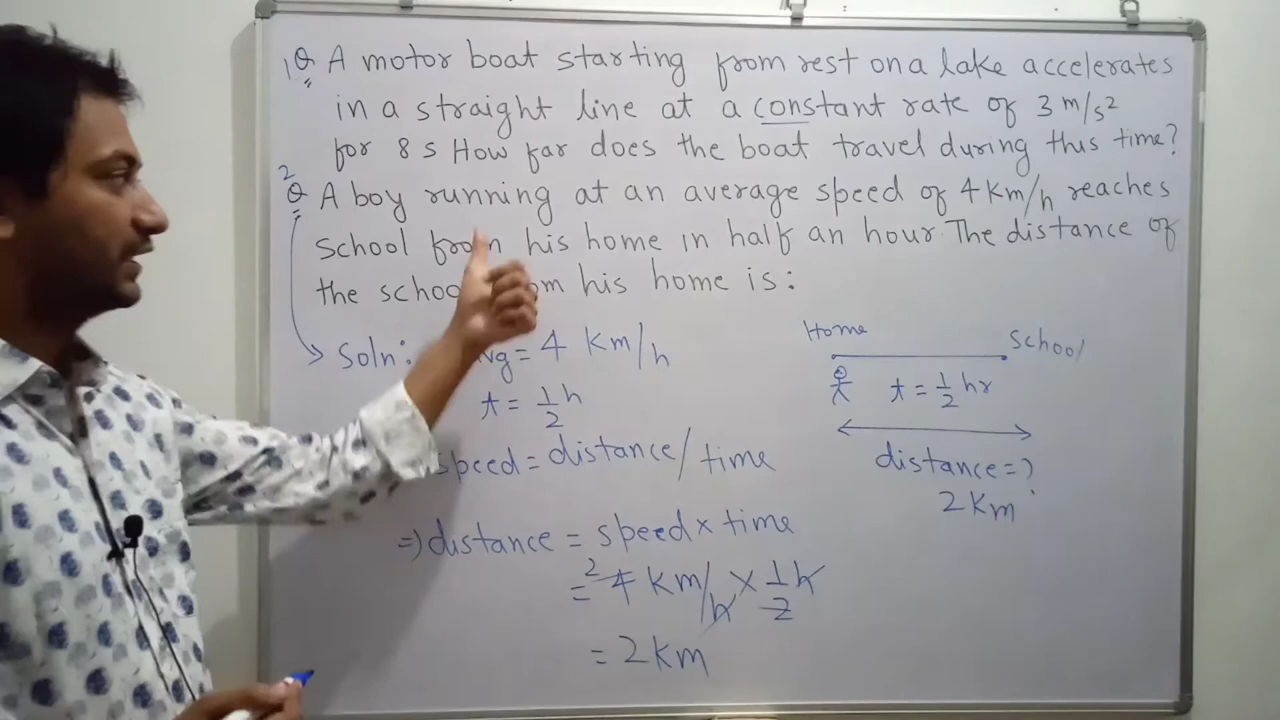 1 Q A motor boat starting from rest on a lake accelerates
in a straight line at a constant rate of 3 m/s²
for 8 s How far does the boat travel during this time?
2 Q A boy running at an average speed of 4 Km/h reaches
school from his home in half an hour. The distance of
the school from his home is:
Soln: = 4 Km/h
t = 1/2 h
speed = distance / time
=) distance = speed x time
= 2 4 Km/h x 1/2 h
= 2 Km
Home
School
t = 1/2 hr
distance = ?
2 Km